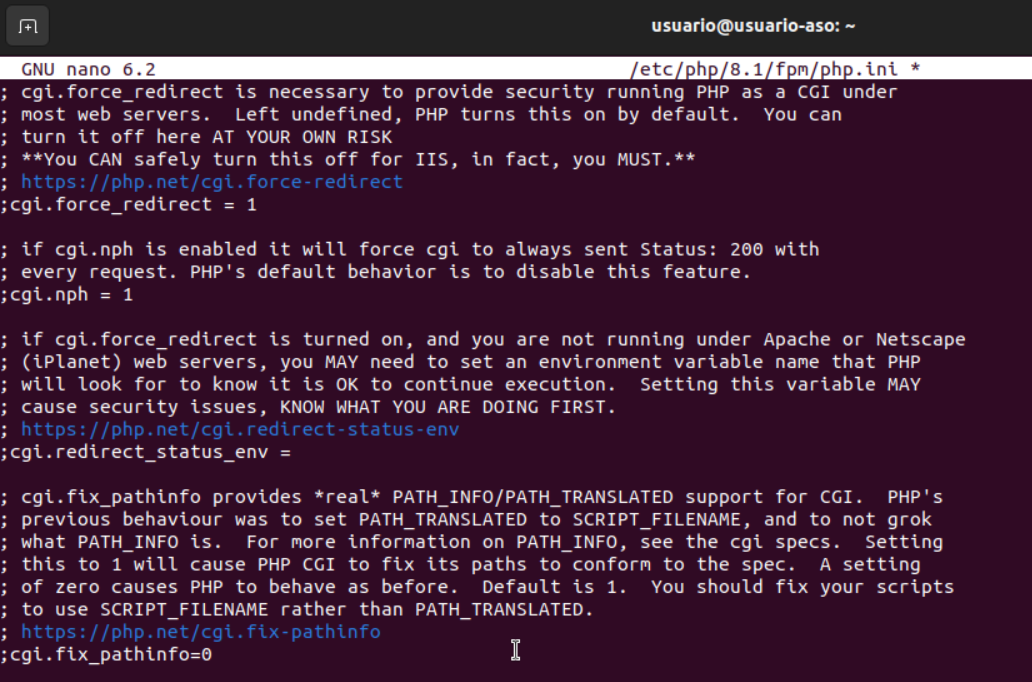 usuario@usuario-aso: ~
GNU nano 6.2 /etc/php/8.1/fpm/php.ini *
; cgi.force_redirect is necessary to provide security running PHP as a CGI under
; most web servers.  Left undefined, PHP turns this on by default.  You can
; turn it off here AT YOUR OWN RISK
; **You CAN safely turn this off for IIS, in fact, you MUST.**
; https://php.net/cgi.force-redirect
;cgi.force_redirect = 1
; if cgi.nph is enabled it will force cgi to always sent Status: 200 with
; every request. PHP's default behavior is to disable this feature.
;cgi.nph = 1
; if cgi.force_redirect is turned on, and you are not running under Apache or Netscape
; (iPlanet) web servers, you MAY need to set an environment variable name that PHP
; will look for to know it is OK to continue execution.  Setting this variable MAY
; cause security issues, KNOW WHAT YOU ARE DOING FIRST.
; https://php.net/cgi.redirect-status-env
;cgi.redirect_status_env =
; cgi.fix_pathinfo provides *real* PATH_INFO/PATH_TRANSLATED support for CGI.  PHP's
; previous behaviour was to set PATH_TRANSLATED to SCRIPT_FILENAME, and to not grok
; what PATH_INFO is.  For more information on PATH_INFO, see the cgi specs.  Setting
; this to 1 will cause PHP CGI to fix its paths to conform to the spec.  A setting
; of zero causes PHP to behave as before.  Default is 1.  You should fix your scripts
; to use SCRIPT_FILENAME rather than PATH_TRANSLATED.
; https://php.net/cgi.fix-pathinfo
;cgi.fix_pathinfo=0